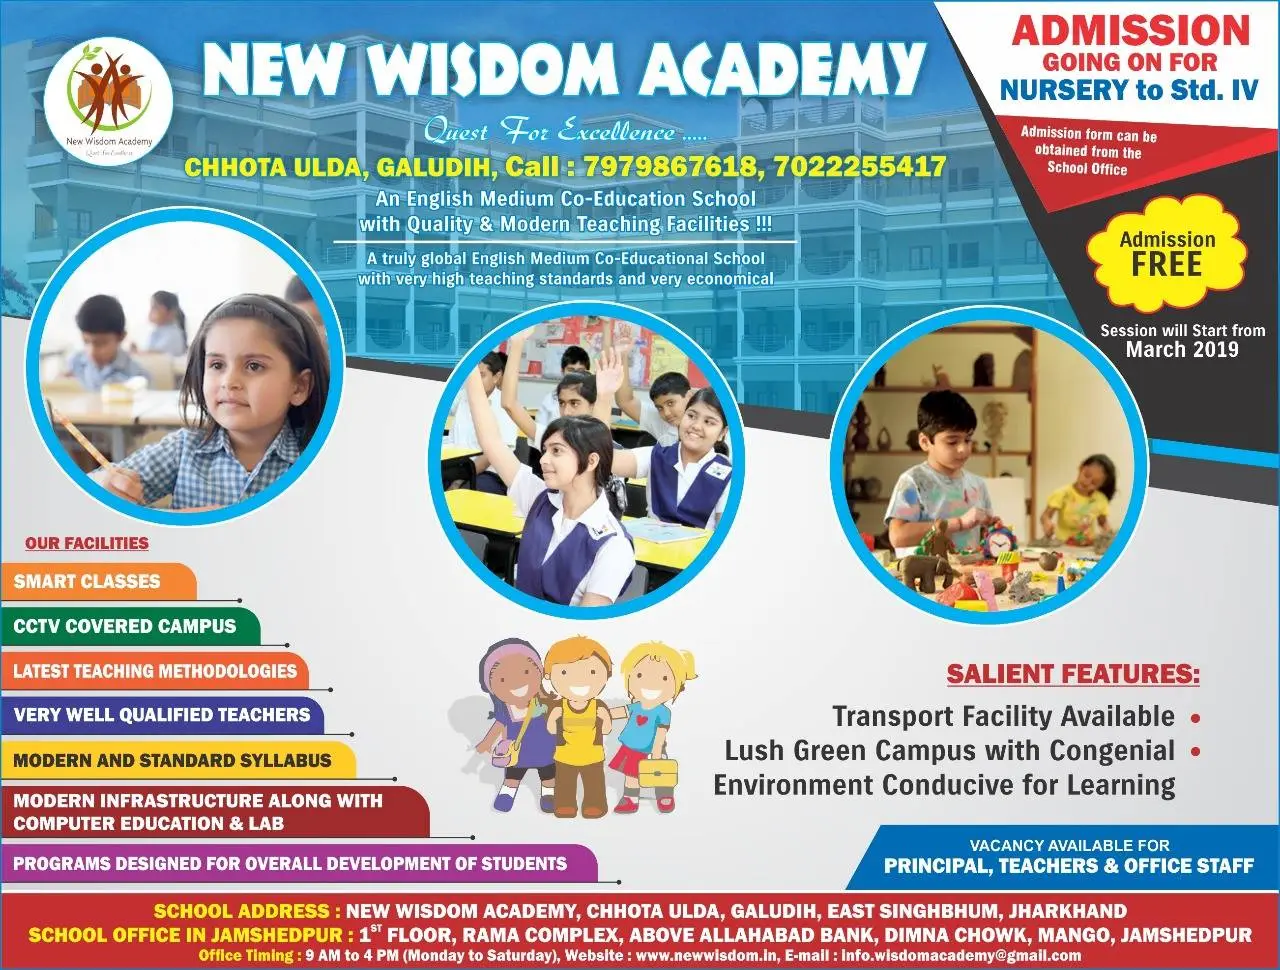 New Wisdom Academy
Quest For Excellence
NEW WISDOM ACADEMY
Quest For Excellence .....
CHHOTA ULDA, GALUDIH, Call : 7979867618, 7022255417
An English Medium Co-Education School
with Quality & Modern Teaching Facilities !!!
A truly global English Medium Co-Educational School
with very high teaching standards and very economical
ADMISSION
GOING ON FOR
NURSERY to Std. IV
Admission form can be
obtained from the
School Office
Admission
FREE
Session will Start from
March 2019
OUR FACILITIES
SMART CLASSES
CCTV COVERED CAMPUS
LATEST TEACHING METHODOLOGIES
VERY WELL QUALIFIED TEACHERS
MODERN AND STANDARD SYLLABUS
MODERN INFRASTRUCTURE ALONG WITH
COMPUTER EDUCATION & LAB
PROGRAMS DESIGNED FOR OVERALL DEVELOPMENT OF STUDENTS
SALIENT FEATURES:
Transport Facility Available •
Lush Green Campus with Congenial •
Environment Conducive for Learning
VACANCY AVAILABLE FOR
PRINCIPAL, TEACHERS & OFFICE STAFF
SCHOOL ADDRESS : NEW WISDOM ACADEMY, CHHOTA ULDA, GALUDIH, EAST SINGHBHUM, JHARKHAND
SCHOOL OFFICE IN JAMSHEDPUR : 1ST FLOOR, RAMA COMPLEX, ABOVE ALLAHABAD BANK, DIMNA CHOWK, MANGO, JAMSHEDPUR
Office Timing : 9 AM to 4 PM (Monday to Saturday), Website : www.newwisdom.in, E-mail : Info.wisdomacademy@gmail.com